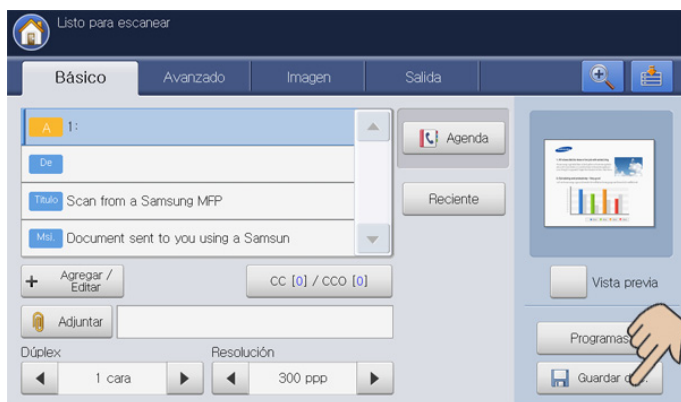 Listo para escanear
Básico
Avanzado
Imagen
Salida
A 1:
De
Título Scan from a Samsung MFP
Msj. Document sent to you using a Samsun
Agenda
Reciente
Vista previa
+ Agregar /
Editar
CC [0] / CCO [0]
Adjuntar
Dúplex
Resolución
1 cara
300 ppp
Programas
Guardar